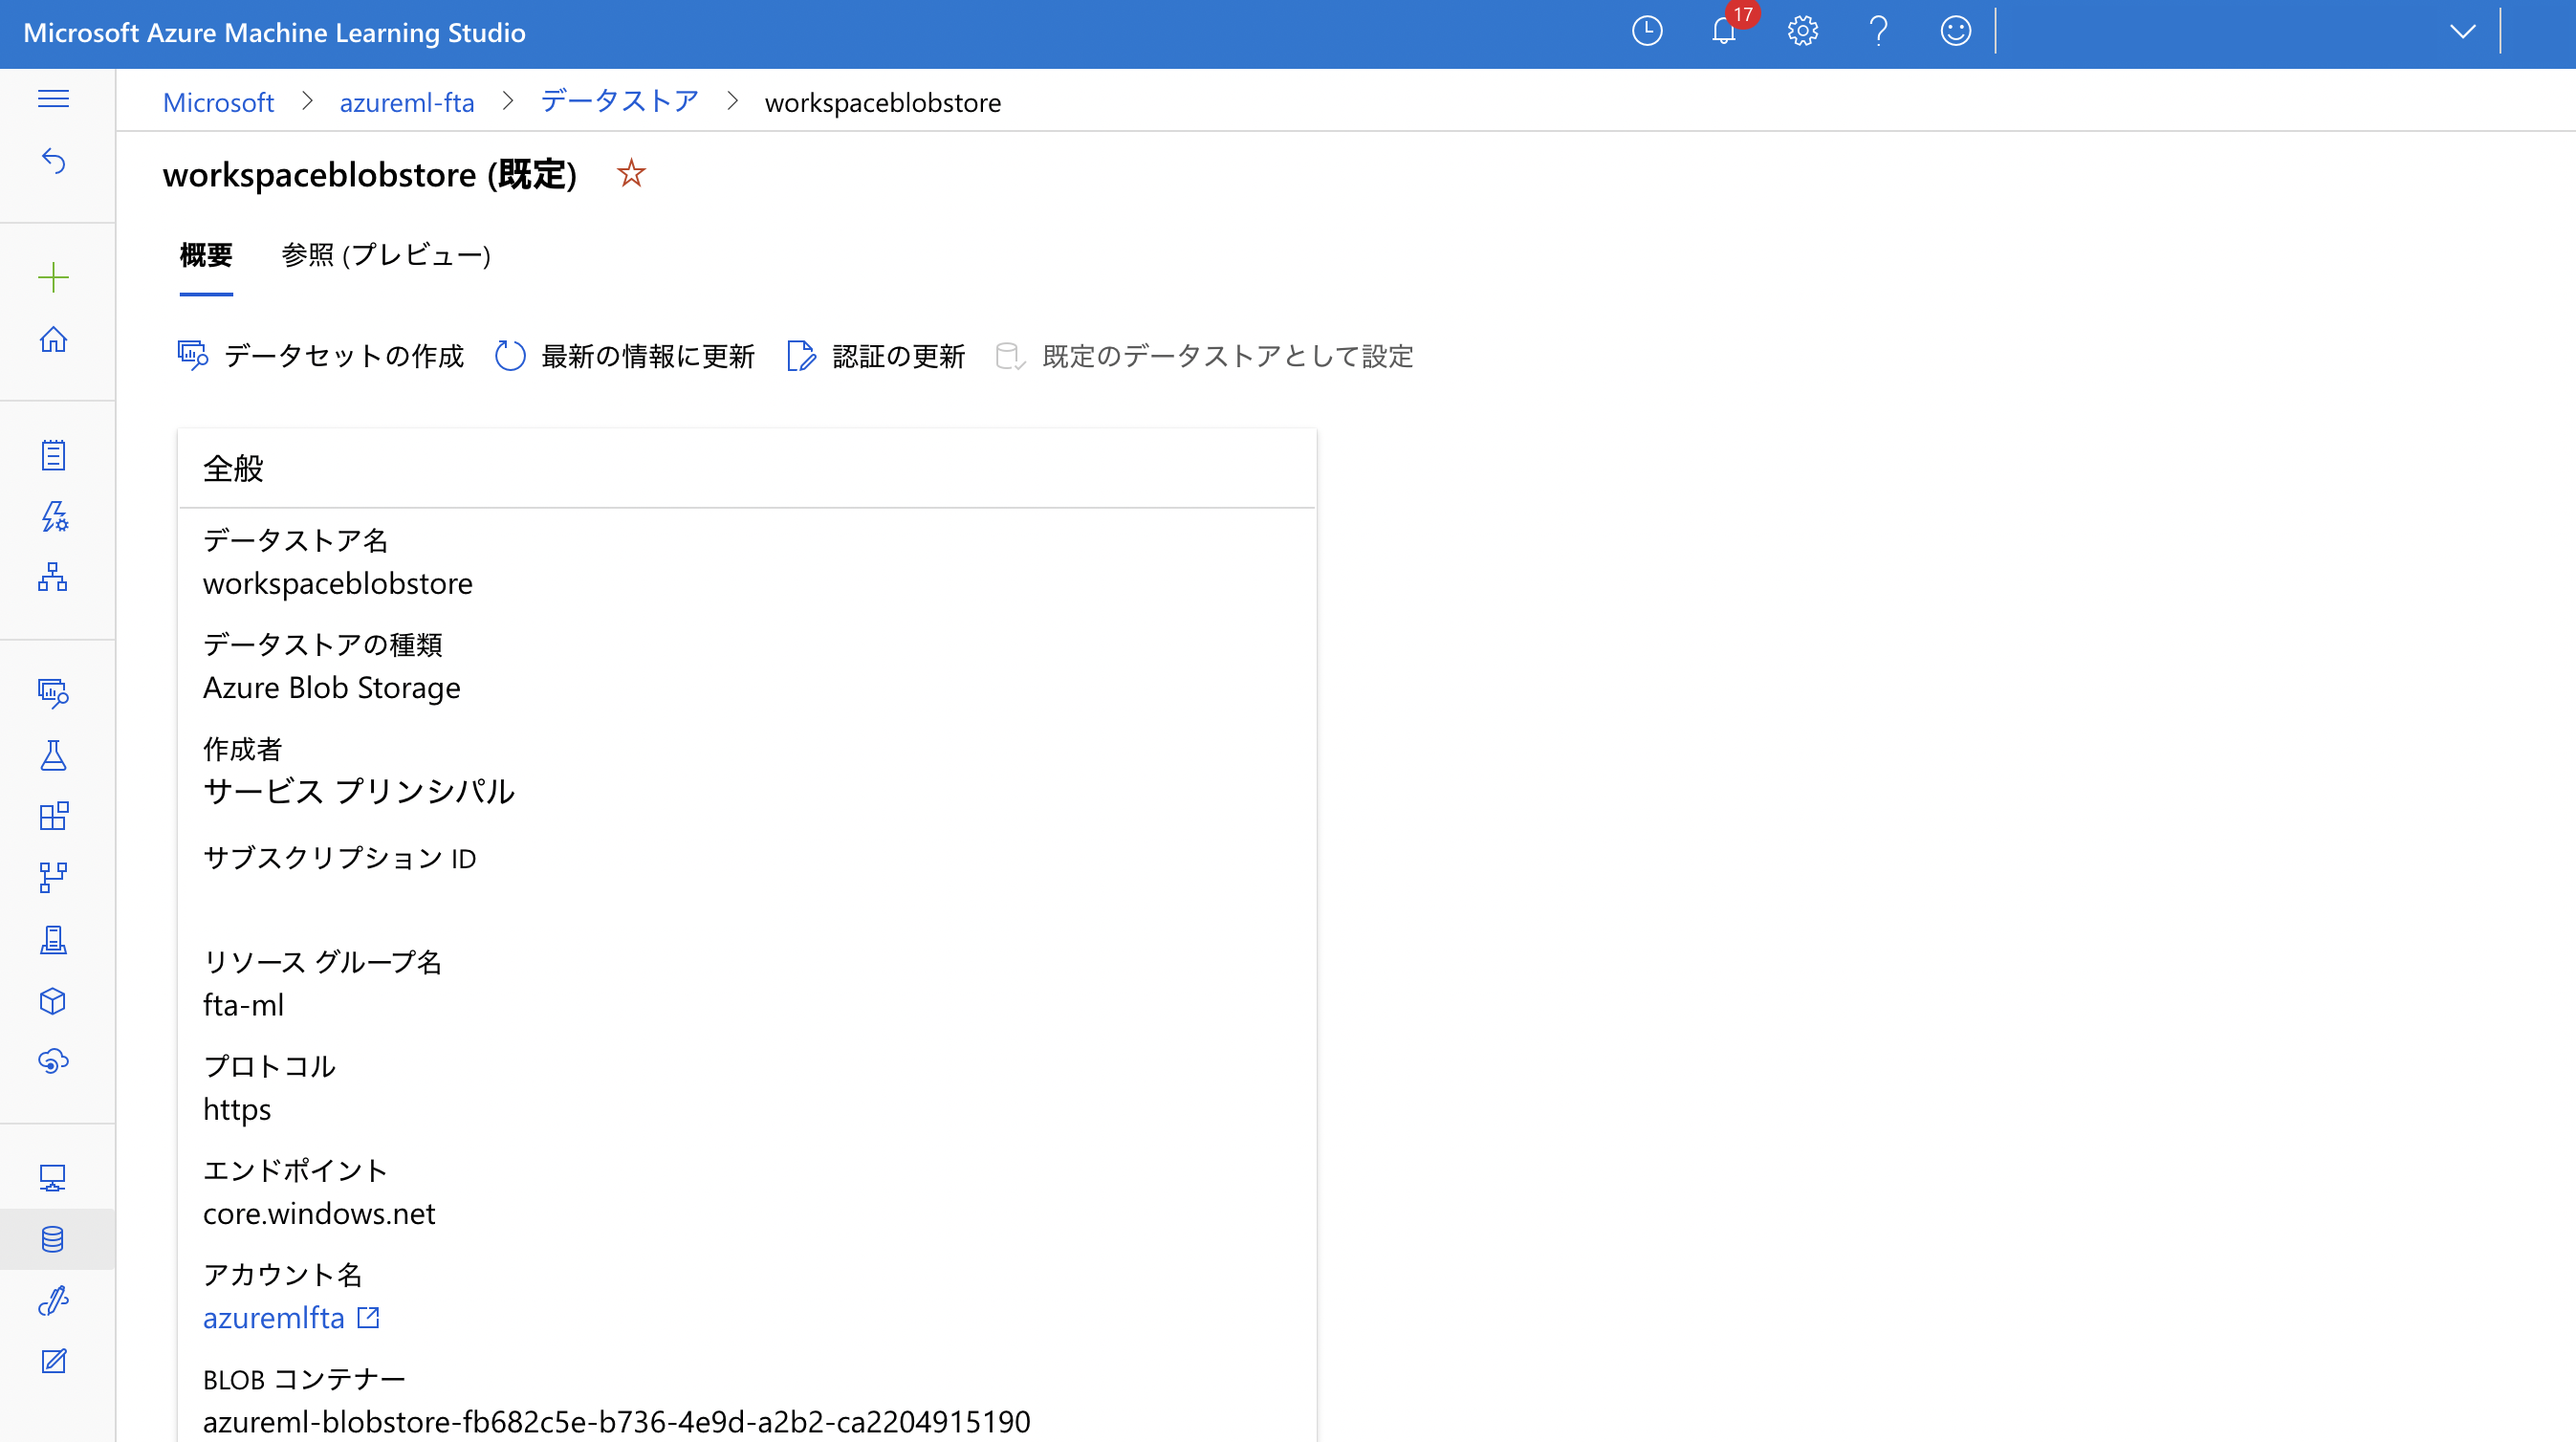 Microsoft Azure Machine Learning Studio
17
Microsoft > azureml-fta > データストア > workspaceblobstore
workspaceblobstore (既定)
概要 参照 (プレビュー)
データセットの作成 最新の情報に更新 認証の更新 既定のデータストアとして設定
全般
データストア名
workspaceblobstore
データストアの種類
Azure Blob Storage
作成者
サービス プリンシパル
サブスクリプション ID
リソース グループ名
fta-ml
プロトコル
https
エンドポイント
core.windows.net
アカウント名
azuremlfta
BLOB コンテナー
azureml-blobstore-fb682c5e-b736-4e9d-a2b2-ca2204915190